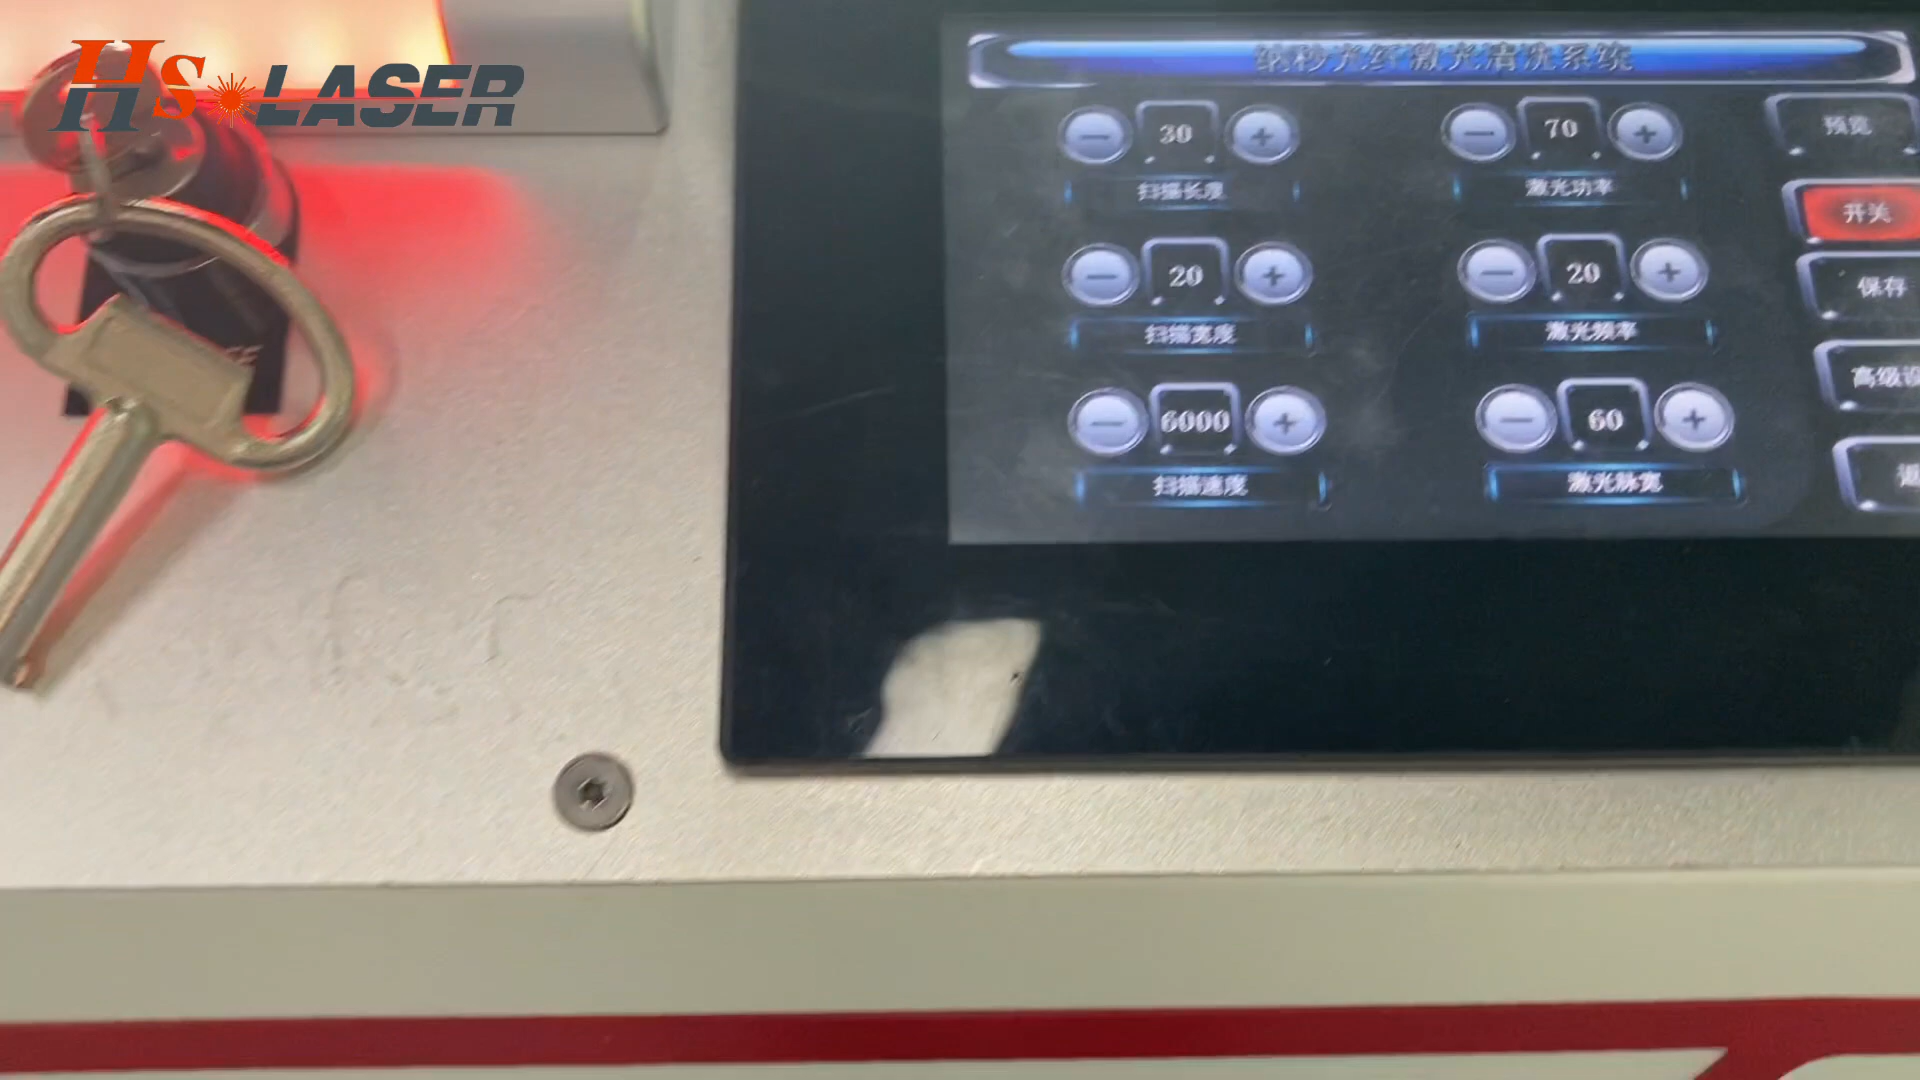 HS LASER
纳秒光纤激光清洗系统
30
70
预览
扫描长度
激光功率
开关
20
20
保存
扫描宽度
激光频率
高级设
6000
60
扫描速度
激光脉宽
返